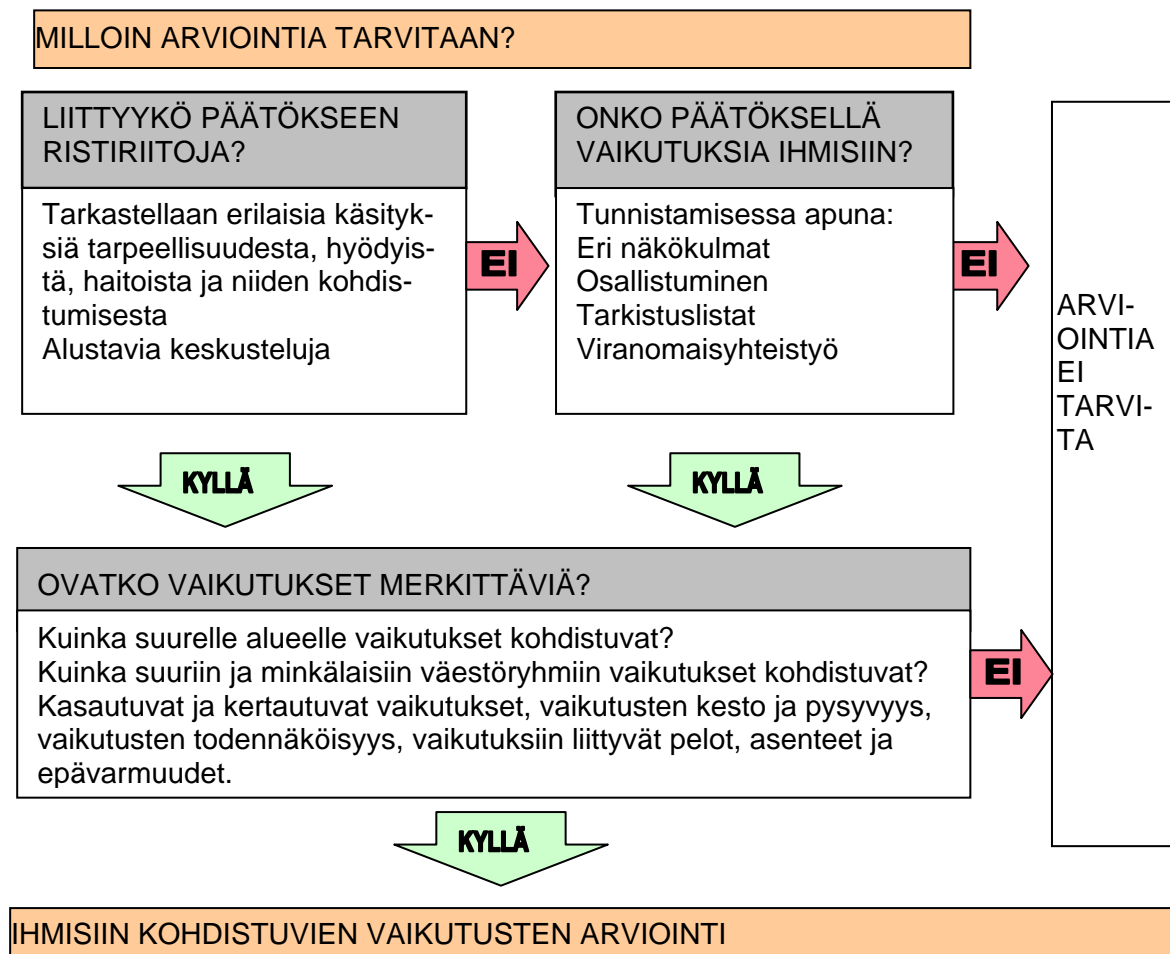 MILLOIN ARVIOINTIA TARVITAAN?
LIITTYYKÖ PÄÄTÖKSEEN
RISTIRIITOJA?
Tarkastellaan erilaisia käsityk-
siä tarpeellisuudesta, hyödyis-
tä, haitoista ja niiden kohdis-
tumisesta
Alustavia keskusteluja
EI
ONKO PÄÄTÖKSELLÄ
VAIKUTUKSIA IHMISIIN?
Tunnistamisessa apuna:
Eri näkökulmat
Osallistuminen
Tarkistuslistat
Viranomaisyhteistyö
EI
ARVI-
OINTIA
EI
TARVI-
TA
KYLLÄ
KYLLÄ
OVATKO VAIKUTUKSET MERKITTÄVIÄ?
Kuinka suurelle alueelle vaikutukset kohdistuvat?
Kuinka suuriin ja minkälaisiin väestöryhmiin vaikutukset kohdistuvat?
Kasautuvat ja kertautuvat vaikutukset, vaikutusten kesto ja pysyvyys,
vaikutusten todennäköisyys, vaikutuksiin liittyvät pelot, asenteet ja
epävarmuudet.
EI
KYLLÄ
IHMISIIN KOHDISTUVIEN VAIKUTUSTEN ARVIOINTI